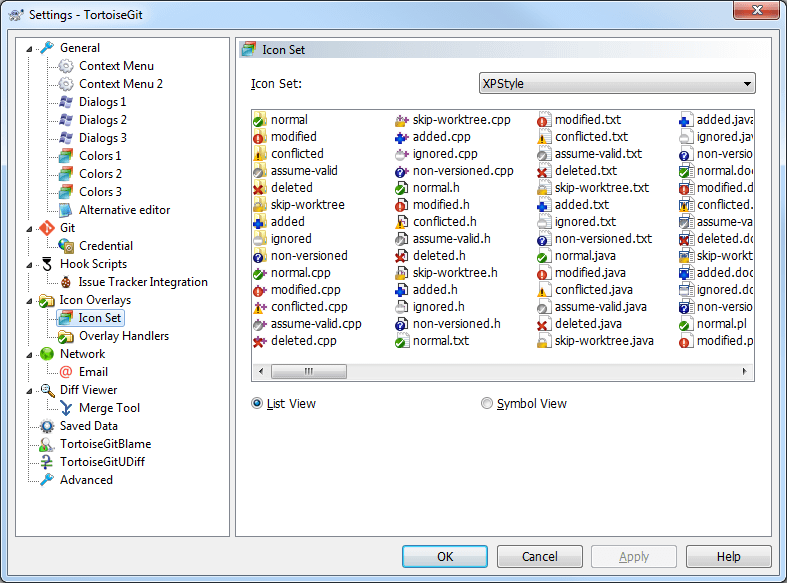 Settings - TortoiseGit
General
Context Menu
Context Menu 2
Dialogs 1
Dialogs 2
Dialogs 3
Colors 1
Colors 2
Colors 3
Alternative editor
Git
Credential
Hook Scripts
Issue Tracker Integration
Icon Overlays
Icon Set
Overlay Handlers
Network
Email
Diff Viewer
Merge Tool
Saved Data
TortoiseGitBlame
TortoiseGitUDiff
Advanced
Icon Set
Icon Set: XPStyle
normal
modified
conflicted
assume-valid
deleted
skip-worktree
added
ignored
non-versioned
normal.cpp
modified.cpp
conflicted.cpp
assume-valid.cpp
deleted.cpp
skip-worktree.cpp
added.cpp
ignored.cpp
non-versioned.cpp
normal.h
modified.h
conflicted.h
assume-valid.h
deleted.h
skip-worktree.h
added.h
ignored.h
non-versioned.h
normal.txt
modified.txt
conflicted.txt
assume-valid.txt
deleted.txt
skip-worktree.txt
added.txt
ignored.txt
non-versioned.txt
normal.java
modified.java
conflicted.java
assume-valid.java
deleted.java
skip-worktree.java
added.java
ignored.jav
non-versio
normal.do
modified.d
conflicted.
assume-va
deleted.do
skip-workt
added.doc
ignored.do
non-versio
normal.pl
modified.p
List View
Symbol View
OK
Cancel
Apply
Help